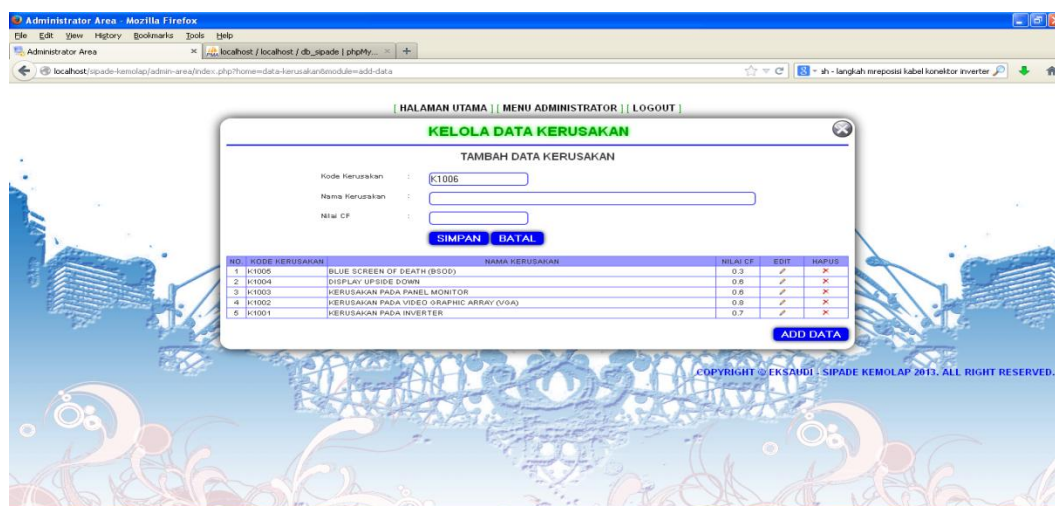 Administrator Area - Mozilla Firefox
File Edit View History Bookmarks Tools Help
Administrator Area × localhost / localhost / db_sipade | phpMy... × +
localhost/sipade-kemolap/admin-area/index.php?home=data-kerusakan&module=add-data sh - langkah mreposisi kabel konektor inverter
[ HALAMAN UTAMA ] [ MENU ADMINISTRATOR ] [ LOGOUT ]
KELOLA DATA KERUSAKAN
TAMBAH DATA KERUSAKAN
Kode Kerusakan : K1006
Nama Kerusakan :
Nilai CF :
SIMPAN BATAL
NO. KODE KERUSAKAN NAMA KERUSAKAN NILAI CF EDIT HAPUS
1 K1005 BLUE SCREEN OF DEATH (BSOD) 0.3
2 K1004 DISPLAY UPSIDE DOWN 0.6
3 K1003 KERUSAKAN PADA PANEL MONITOR 0.6
4 K1002 KERUSAKAN PADA VIDEO GRAPHIC ARRAY (VGA) 0.8
5 K1001 KERUSAKAN PADA INVERTER 0.7
ADD DATA
COPYRIGHT © EKSAUDI - SIPADE KEMOLAP 2013. ALL RIGHT RESERVED.